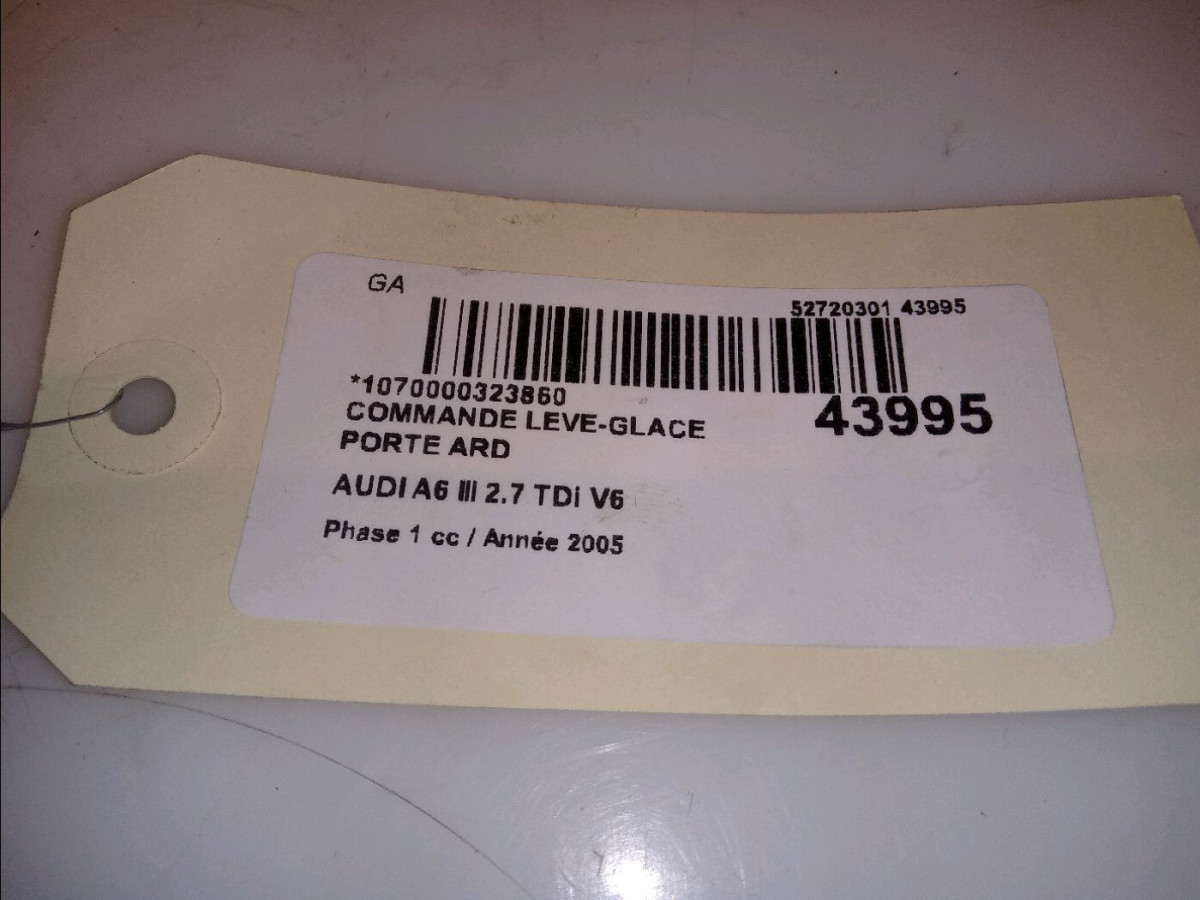 GA
52720301 43995
*1070000323860
43995
COMMANDE LEVE-GLACE
PORTE ARD
AUDI A6 III 2.7 TDi V6
Phase 1 cc / Année 2005